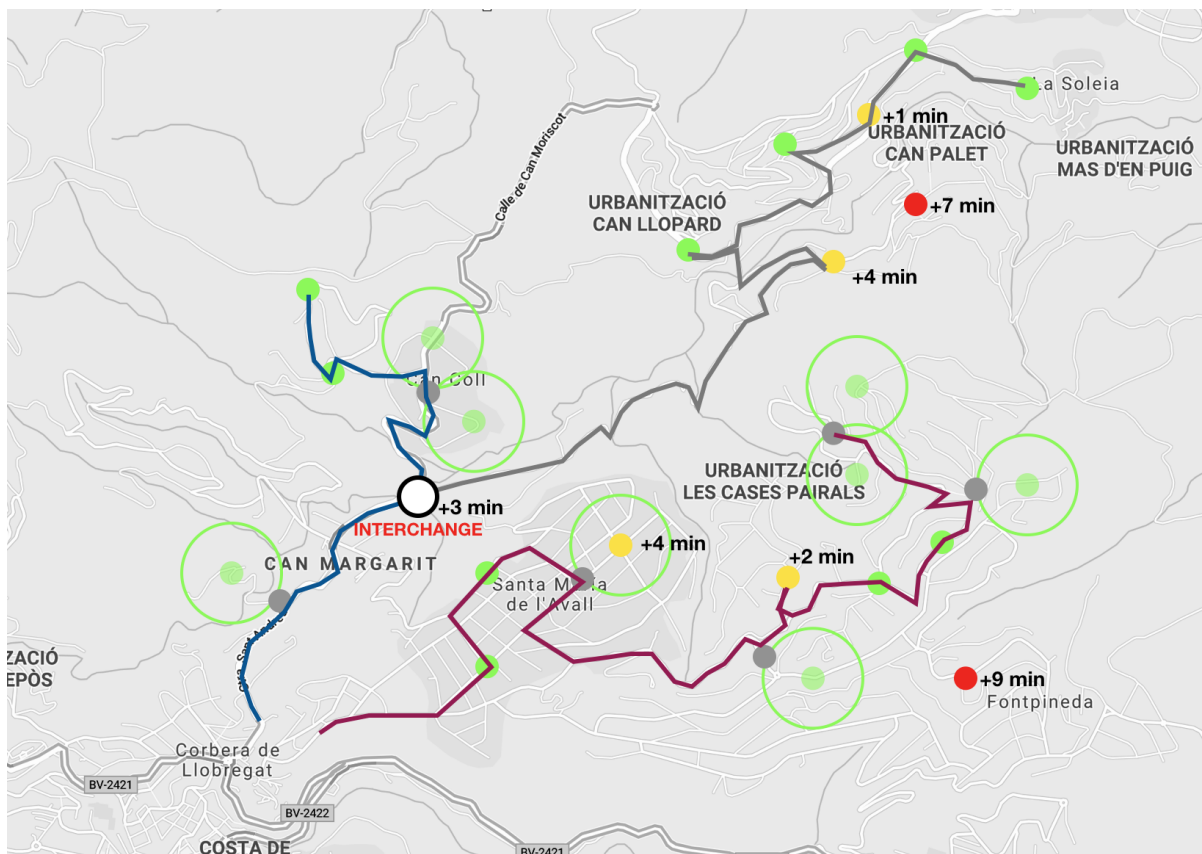 La Soleia
+1 min
URBANITZACIÓ
CAN PALET
URBANITZACIÓ
MAS D'EN PUIG
Calle de Can Moriscot
URBANITZACIÓ
CAN LLOPARD
+7 min
+4 min
Can Coll
URBANITZACIÓ
LES CASES PAIRALS
+3 min
INTERCHANGE
+4 min
CAN MARGARIT
+2 min
Santa Maria
de l'Avall
Ctra. Sant Andreu
ZACIÓ
EPÒS
+9 min
Fontpineda
Corbera de
Llobregat
BV-2421
BV-2422
COSTA DE
BV-2421